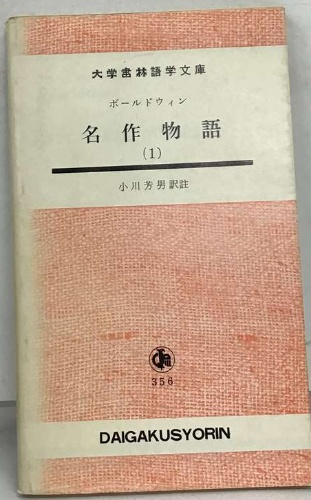 大学書林語学文庫
ボールドウィン
名作物語
(1)
小川芳男訳註
356
DAIGAKUSYORIN